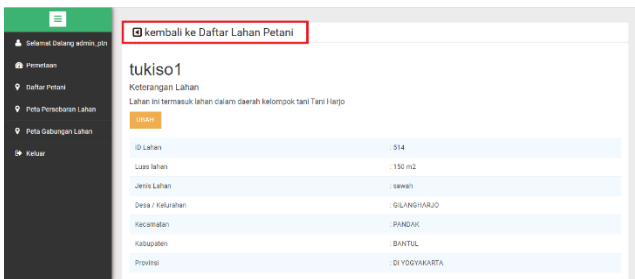 Selamat Datang admin_ptn
Pemetaan
Daftar Petani
Peta Persebaran Lahan
Peta Gabungan Lahan
Keluar
kembali ke Daftar Lahan Petani
tukiso1
Keterangan Lahan
Lahan ini termasuk lahan dalam daerah kelompok tani Tani Harjo
UBAH
ID Lahan : 514
Luas lahan : 150 m2
Jenis Lahan : sawah
Desa / Kelurahan : GILANGHARJO
Kecamatan : PANDAK
Kabupaten : BANTUL
Provinsi : DI YOGYAKARTA